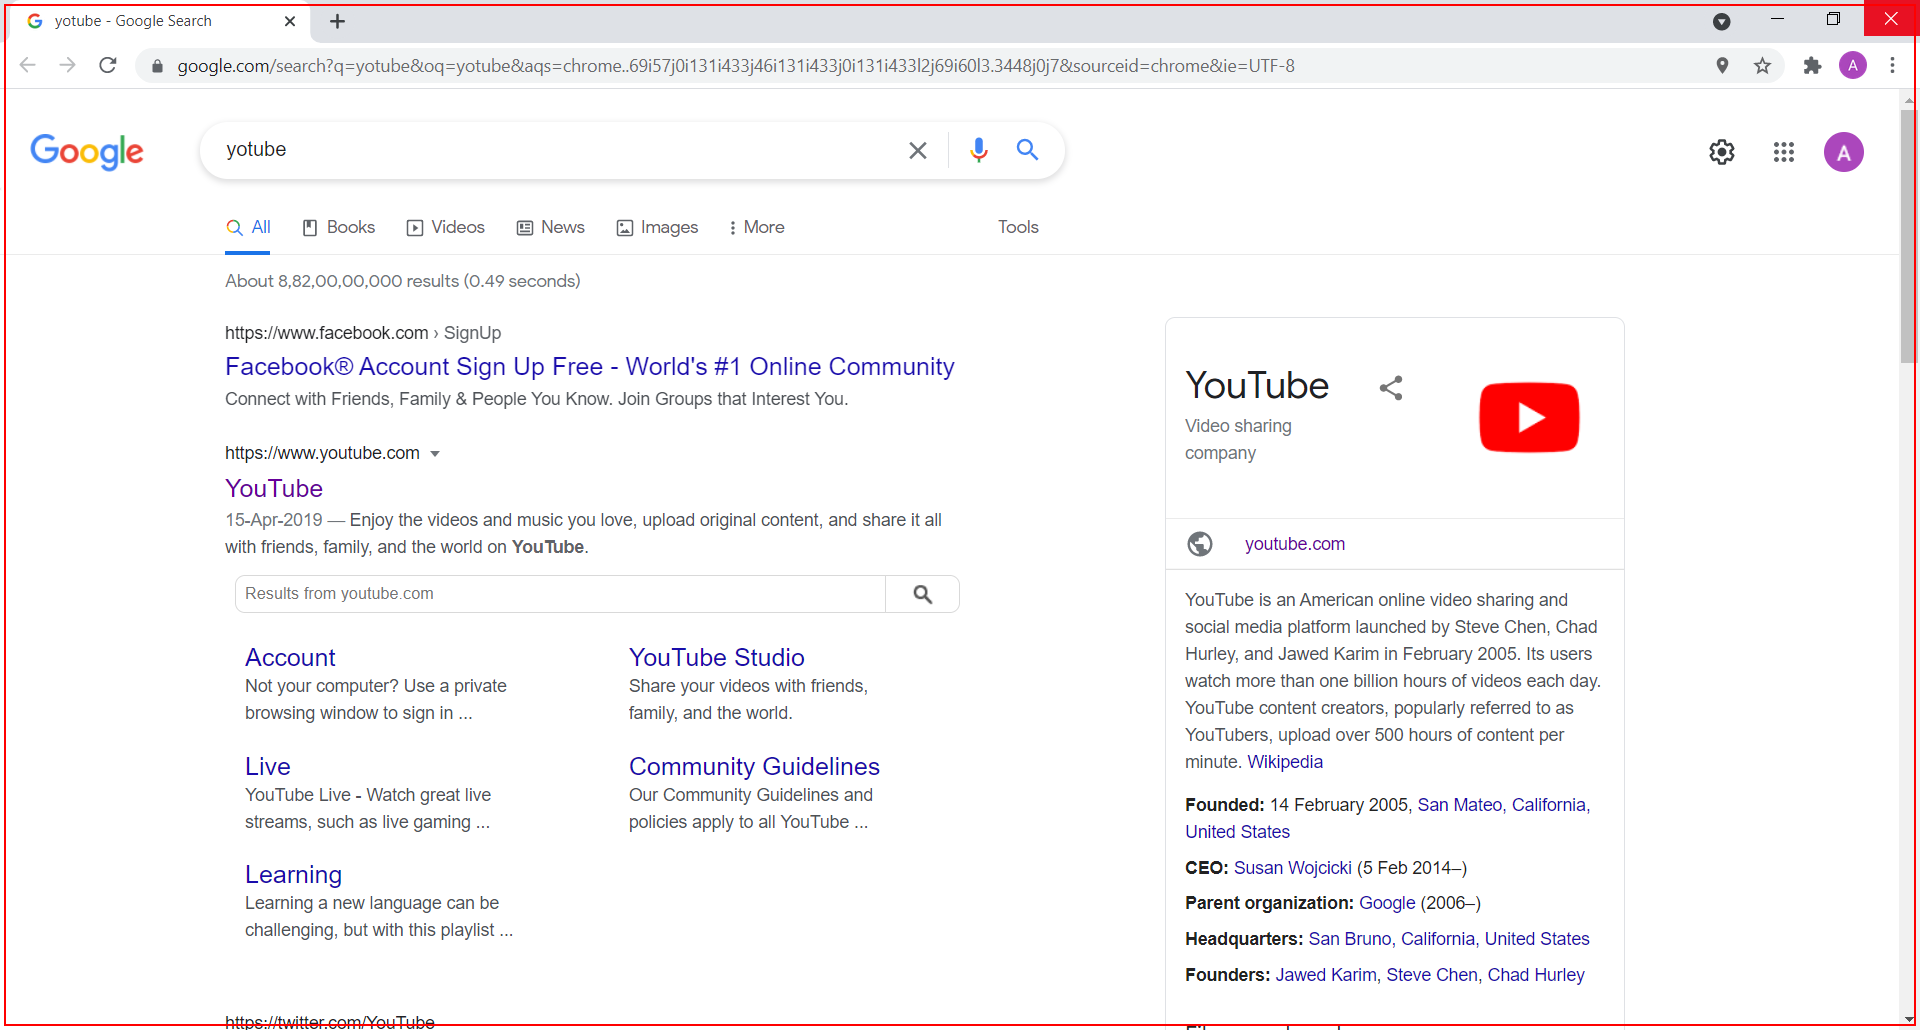 yotube - Google Search
google.com/search?q=yotube&oq=yotube&aqs=chrome..69i57j0i131i433j46i131i433j0i131i433l2j69i60l3.3448j0j7&sourceid=chrome&ie=UTF-8
A
Google
yotube
A
All
Books
Videos
News
Images
More
Tools
About 8,82,00,00,000 results (0.49 seconds)
https://www.facebook.com › SignUp
Facebook® Account Sign Up Free - World's #1 Online Community
Connect with Friends, Family & People You Know. Join Groups that Interest You.
https://www.youtube.com
YouTube
15-Apr-2019 — Enjoy the videos and music you love, upload original content, and share it all
with friends, family, and the world on YouTube.
Results from youtube.com
Account
Not your computer? Use a private
browsing window to sign in ...
YouTube Studio
Share your videos with friends,
family, and the world.
Live
YouTube Live - Watch great live
streams, such as live gaming ...
Community Guidelines
Our Community Guidelines and
policies apply to all YouTube ...
Learning
Learning a new language can be
challenging, but with this playlist ...
https://twitter.com/YouTube
YouTube
Video sharing
company
youtube.com
YouTube is an American online video sharing and
social media platform launched by Steve Chen, Chad
Hurley, and Jawed Karim in February 2005. Its users
watch more than one billion hours of videos each day.
YouTube content creators, popularly referred to as
YouTubers, upload over 500 hours of content per
minute. Wikipedia
Founded: 14 February 2005, San Mateo, California,
United States
CEO: Susan Wojcicki (5 Feb 2014–)
Parent organization: Google (2006–)
Headquarters: San Bruno, California, United States
Founders: Jawed Karim, Steve Chen, Chad Hurley